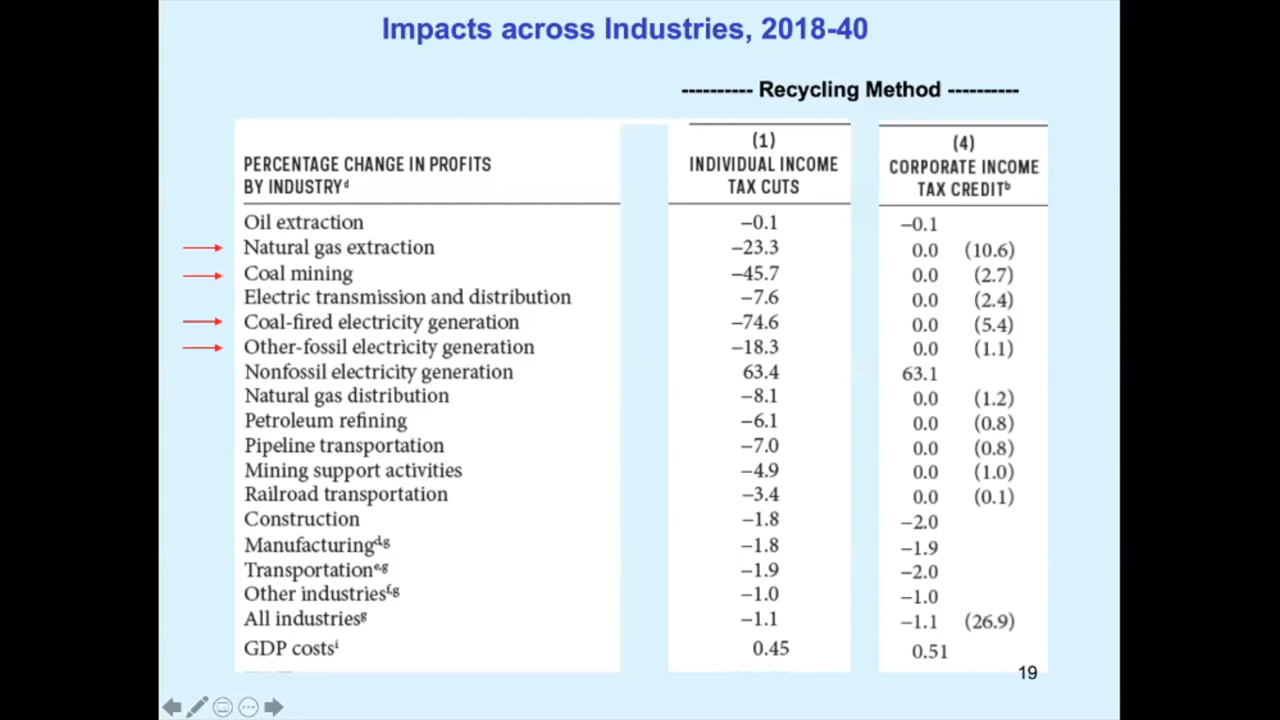 Impacts across Industries, 2018-40
---------- Recycling Method ----------
(1) (4)
PERCENTAGE CHANGE IN PROFITS INDIVIDUAL INCOME CORPORATE INCOME
BY INDUSTRYᵈ TAX CUTS TAX CREDITᵇ
Oil extraction −0.1 −0.1
Natural gas extraction −23.3 0.0 (10.6)
Coal mining −45.7 0.0 (2.7)
Electric transmission and distribution −7.6 0.0 (2.4)
Coal-fired electricity generation −74.6 0.0 (5.4)
Other-fossil electricity generation −18.3 0.0 (1.1)
Nonfossil electricity generation 63.4 63.1
Natural gas distribution −8.1 0.0 (1.2)
Petroleum refining −6.1 0.0 (0.8)
Pipeline transportation −7.0 0.0 (0.8)
Mining support activities −4.9 0.0 (1.0)
Railroad transportation −3.4 0.0 (0.1)
Construction −1.8 −2.0
Manufacturingᵈ,ᵍ −1.8 −1.9
Transportationᵉ,ᵍ −1.9 −2.0
Other industriesᶠ,ᵍ −1.0 −1.0
All industriesᵍ −1.1 −1.1 (26.9)
GDP costsⁱ 0.45 0.51
19